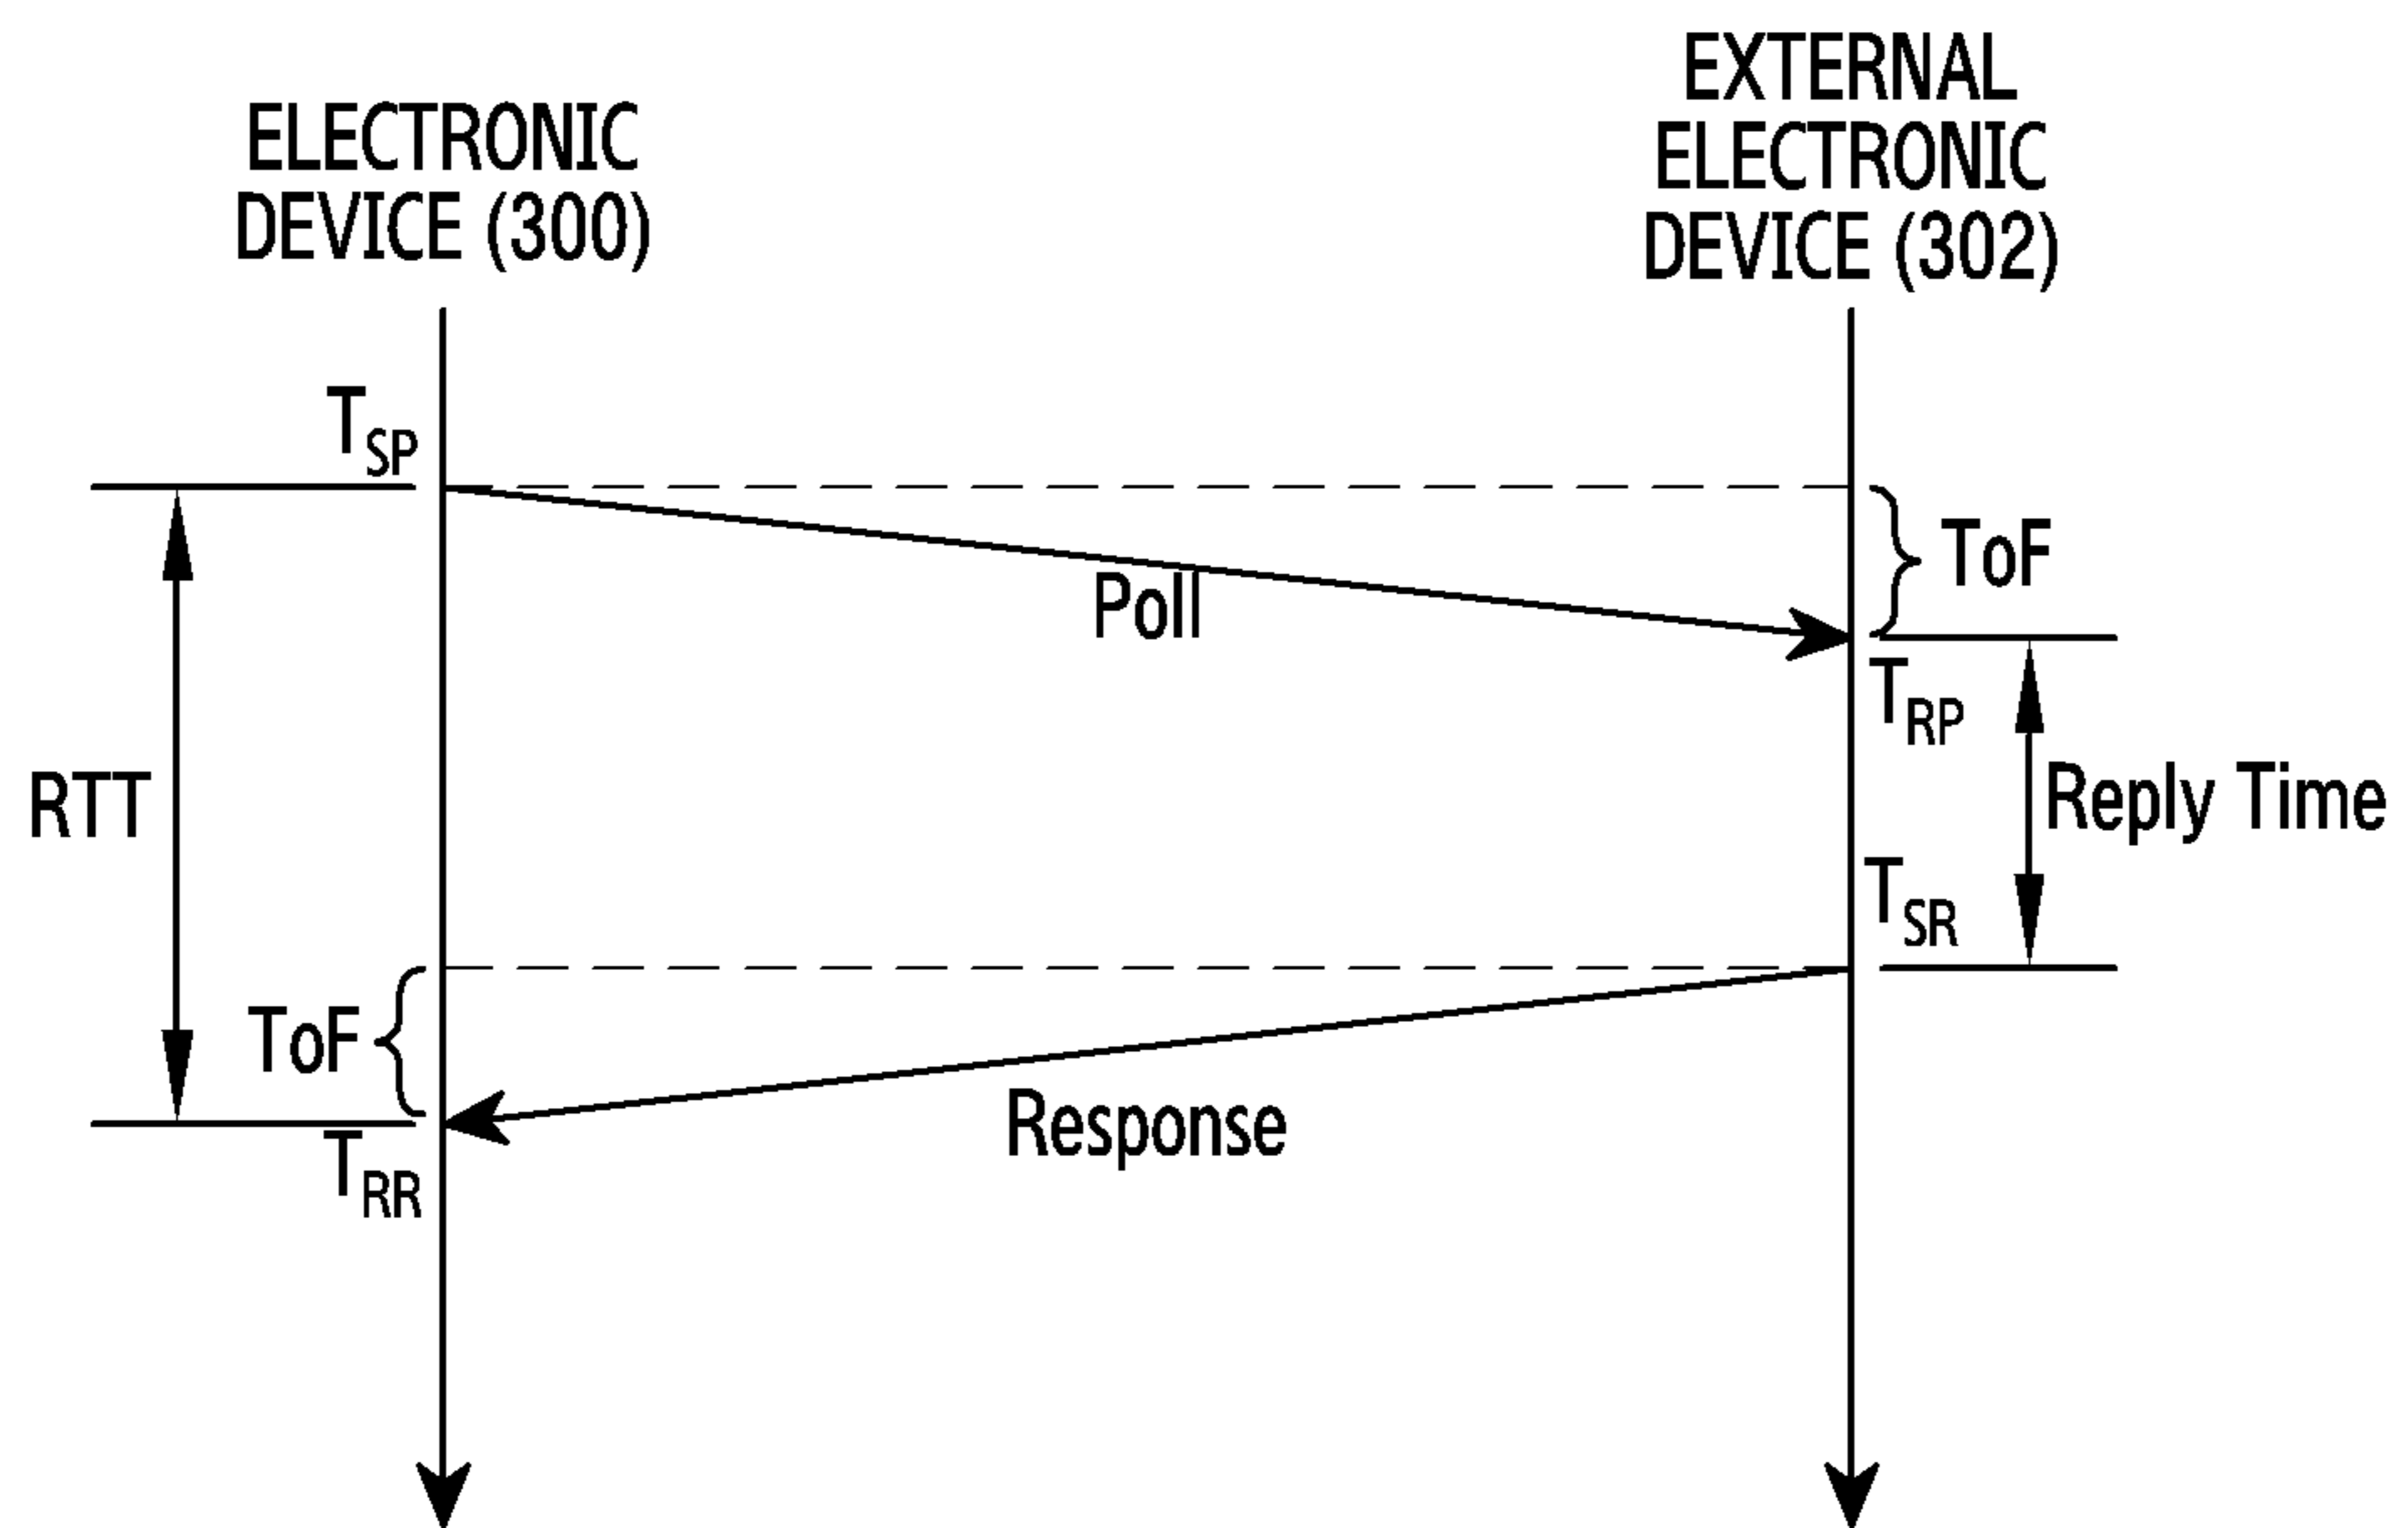 ELECTRONIC
DEVICE (300)
EXTERNAL
ELECTRONIC
DEVICE (302)
TSP
ToF
Poll
TRP
RTT
Reply Time
TSR
ToF
Response
TRR